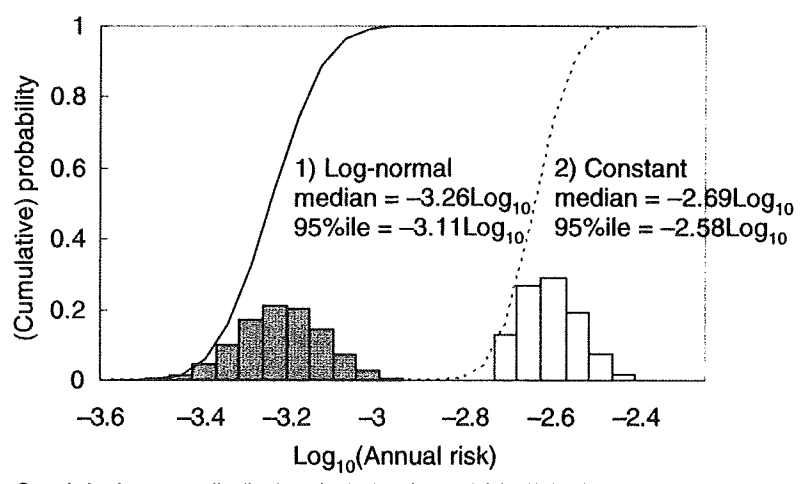 1
0.8
0.6
0.4
0.2
0
(Cumulative) probability
1) Log-normal
median = –3.26Log10
95%ile = –3.11Log10
2) Constant
median = –2.69Log10
95%ile = –2.58Log10
–3.6 –3.4 –3.2 –3 –2.8 –2.6 –2.4
Log10(Annual risk)